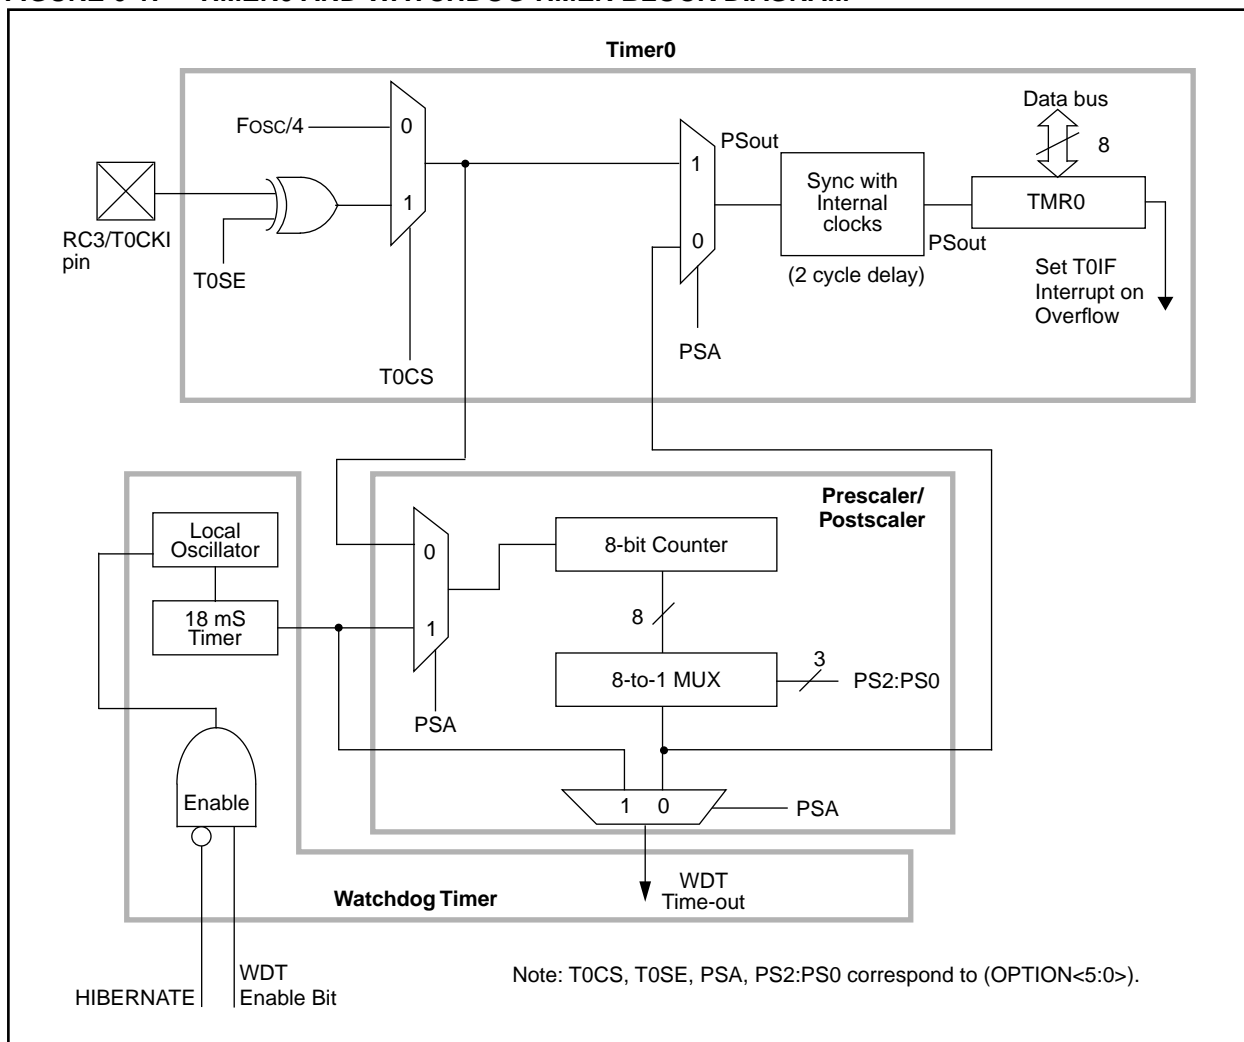 Timer0
Data bus
FOSC/4
0
1
PSout
8
1
Sync with
Internal
clocks
TMR0
RC3/T0CKI
pin
T0SE
0
PSout
(2 cycle delay)
Set T0IF
Interrupt on
Overflow
PSA
T0CS
Prescaler/
Postscaler
Local
Oscillator
0
8-bit Counter
18 mS
Timer
1
8
8-to-1 MUX
3
PS2:PS0
PSA
Enable
1 0
PSA
WDT
Time-out
Watchdog Timer
HIBERNATE
WDT
Enable Bit
Note: T0CS, T0SE, PSA, PS2:PS0 correspond to (OPTION<5:0>).